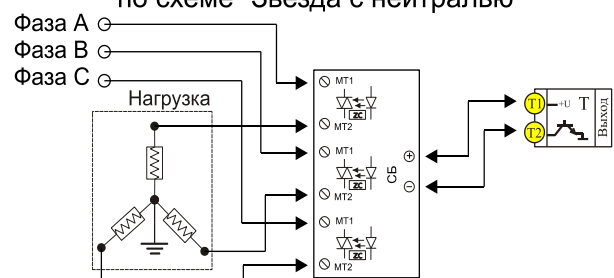 по схеме "Звезда с нейтралью"
Фаза А
Фаза В
Фаза С
Нагрузка
МТ1
ZC
МТ2
МТ1
ZC
МТ2
МТ1
ZC
МТ2
СБ
+
−
Т1
+U
Т
Т2
Выход